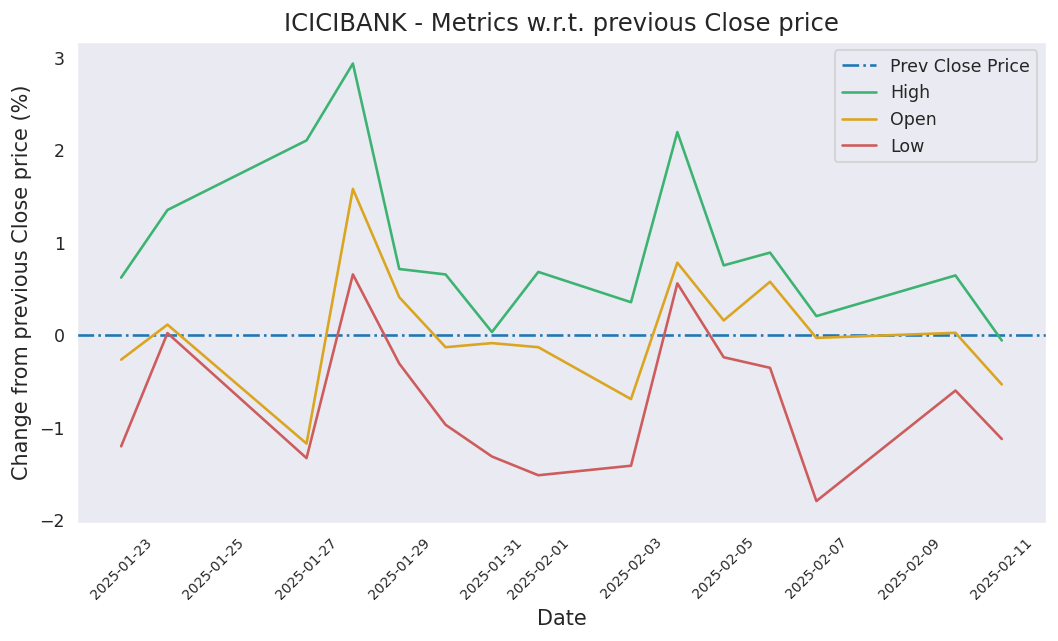 ICICIBANK - Metrics w.r.t. previous Close price
Change from previous Close price (%)
3
2
1
0
−1
−2
Prev Close Price
High
Open
Low
2025-01-23
2025-01-25
2025-01-27
2025-01-29
2025-01-31
2025-02-01
2025-02-03
2025-02-05
2025-02-07
2025-02-09
2025-02-11
Date